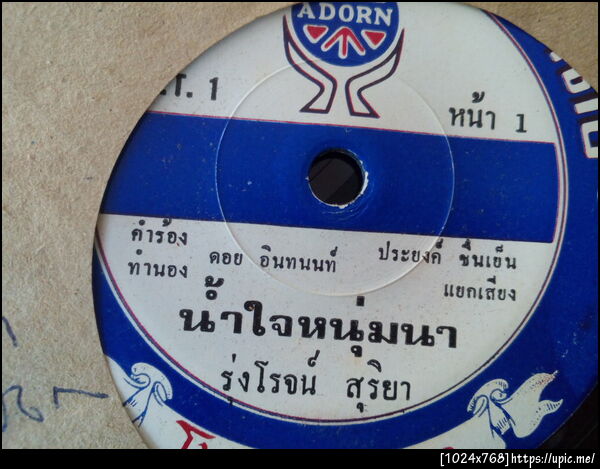 ADORN
.T. 1
หน้า 1
คำร้อง
ทำนอง
ดอย อินทนนท์
ประยงค์ ชื่นเย็น
แยกเสียง
น้ำใจหนุ่มนา
รุ่งโรจน์ สุริยา
[1024x768]https://upic.me/